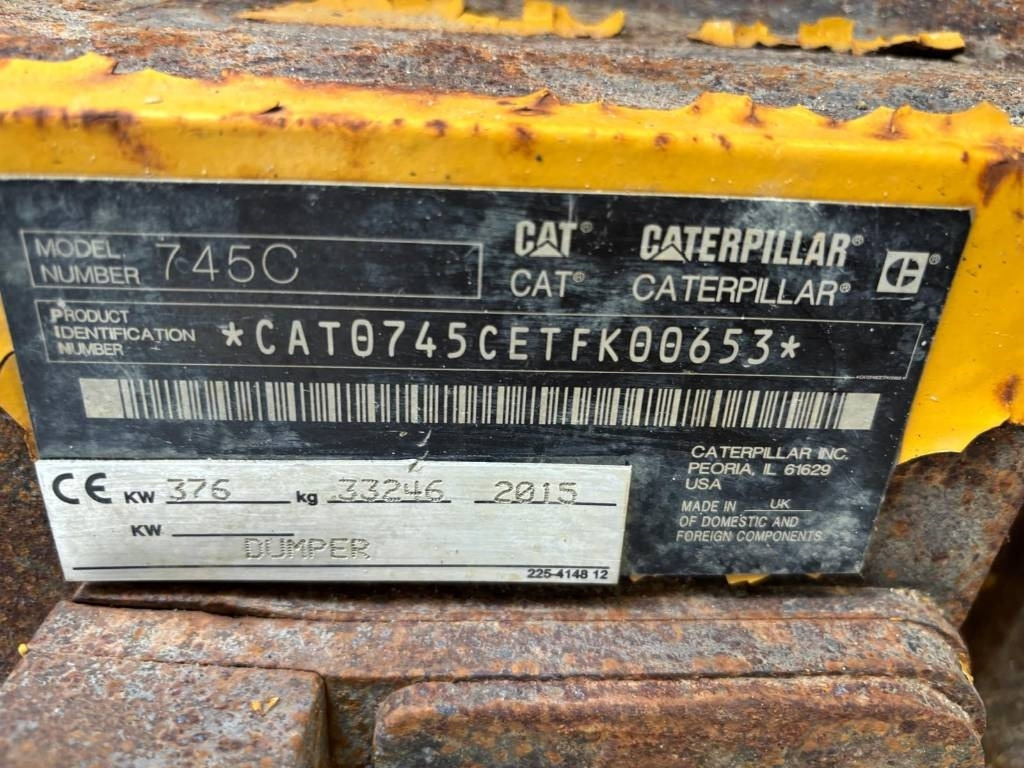 MODEL NUMBER 745C
CAT® CATERPILLAR®
CAT® CATERPILLAR®
PRODUCT IDENTIFICATION NUMBER *CAT0745CETFK00653*
CATERPILLAR INC.
PEORIA, IL 61629
USA
MADE IN UK
OF DOMESTIC AND
FOREIGN COMPONENTS.
CE KW 376 kg 33246 2015
KW
DUMPER
225-4148 12